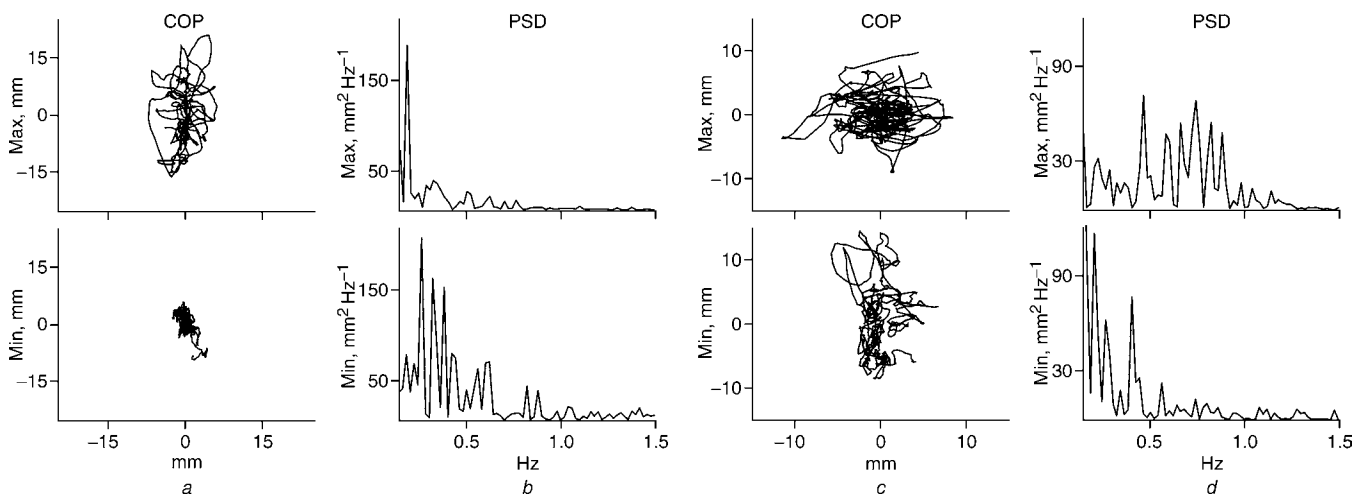 COP
PSD
COP
PSD
Max, mm
15
0
−15
Max, mm² Hz⁻¹
150
50
Max, mm
10
0
−10
Max, mm² Hz⁻¹
90
30
Min, mm
15
0
−15
Min, mm² Hz⁻¹
150
50
Min, mm
10
0
−10
Min, mm² Hz⁻¹
90
30
−15 0 15
0.5 1.0 1.5
−10 0 10
0.5 1.0 1.5
mm
Hz
mm
Hz
a
b
c
d